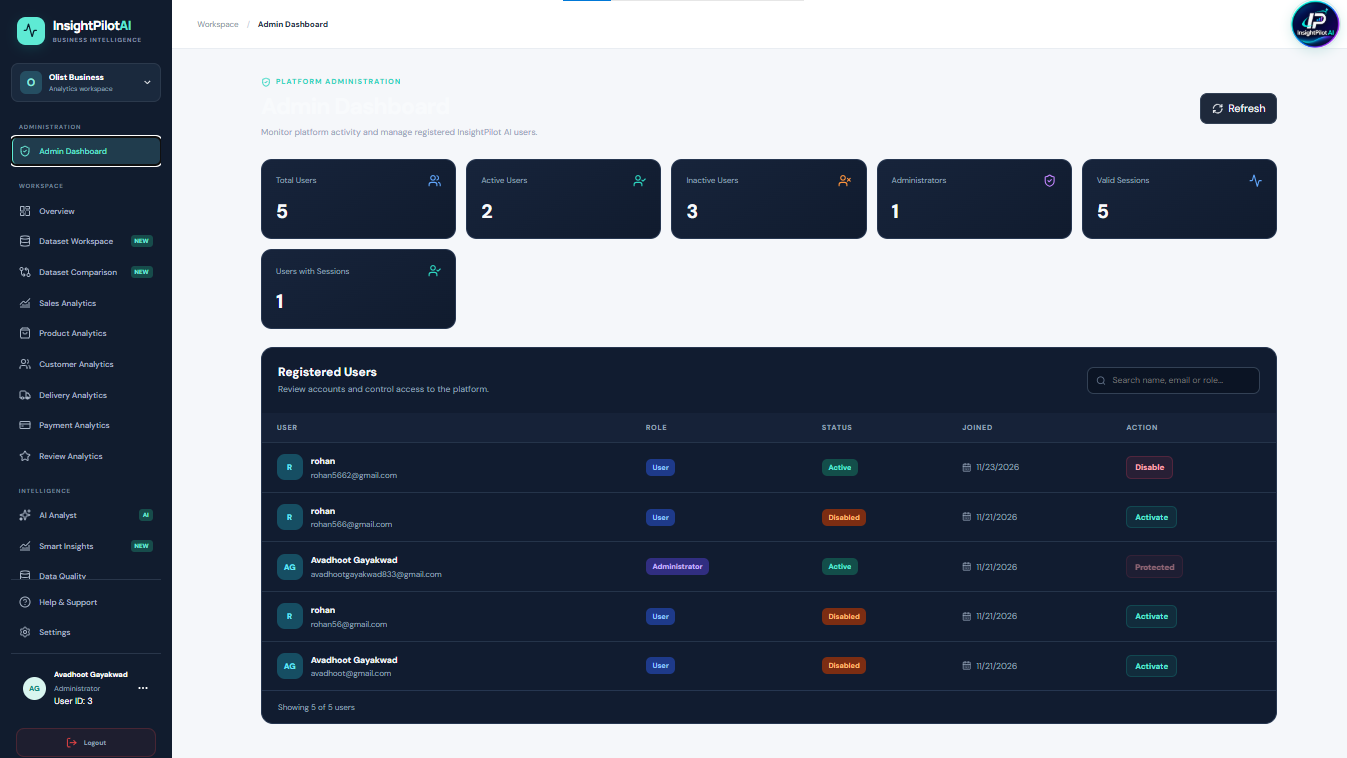 InsightPilotAI
BUSINESS INTELLIGENCE
O
Olist Business
Analytics workspace
ADMINISTRATION
Admin Dashboard
WORKSPACE
Overview
Dataset Workspace NEW
Dataset Comparison NEW
Sales Analytics
Product Analytics
Customer Analytics
Delivery Analytics
Payment Analytics
Review Analytics
INTELLIGENCE
AI Analyst AI
Smart Insights NEW
Data Quality
Help & Support
Settings
AG
Avadhoot Gayakwad
Administrator
User ID: 3
Logout
Workspace / Admin Dashboard
IP
InsightPilot AI
PLATFORM ADMINISTRATION
Admin Dashboard
Monitor platform activity and manage registered InsightPilot AI users.
Refresh
Total Users
5
Active Users
2
Inactive Users
3
Administrators
1
Valid Sessions
5
Users with Sessions
1
Registered Users
Review accounts and control access to the platform.
Search name, email or role...
USER ROLE STATUS JOINED ACTION
R rohan User Active 11/23/2026 Disable
rohan5662@gmail.com
R rohan User Disabled 11/21/2026 Activate
rohan566@gmail.com
AG Avadhoot Gayakwad Administrator Active 11/21/2026 Protected
avadhootgayakwad833@gmail.com
R rohan User Disabled 11/21/2026 Activate
rohan56@gmail.com
AG Avadhoot Gayakwad User Disabled 11/21/2026 Activate
avadhoot@gmail.com
Showing 5 of 5 users